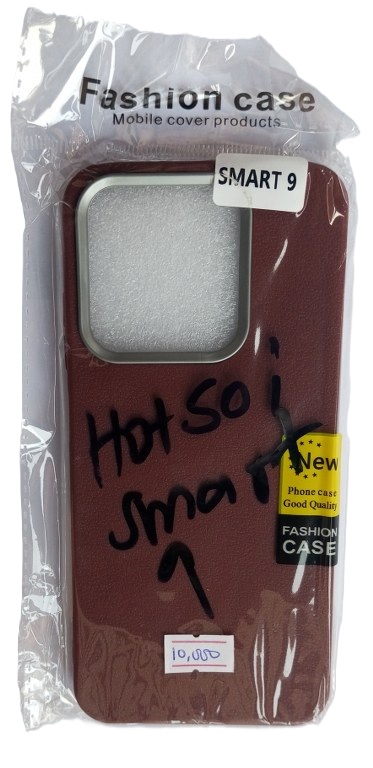 Fashion case
Mobile cover products
SMART 9
Hot 50 i
Smart
9
New
Phone case
Good Quality
FASHION
CASE
10,000